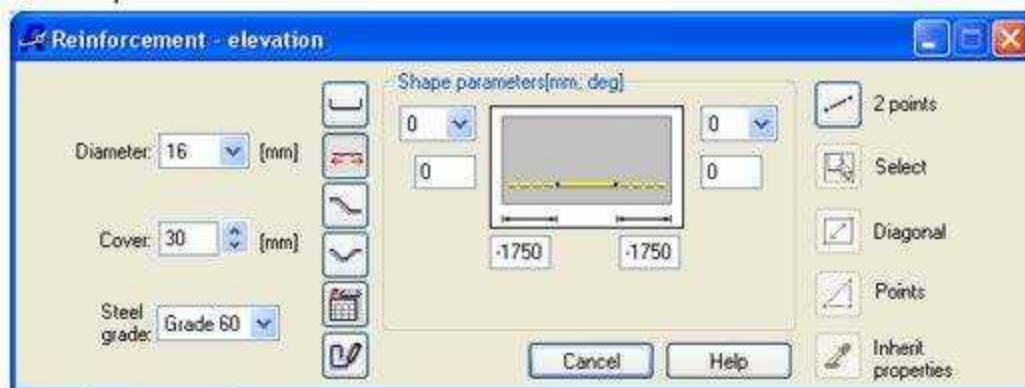 Reinforcement - elevation
Shape parameters[mm, deg]
Diameter: 16 [mm]
Cover: 30 [mm]
Steel
grade: Grade 60
0
0
0
0
-1750
-1750
Cancel
Help
2 points
Select
Diagonal
Points
Inherit
properties